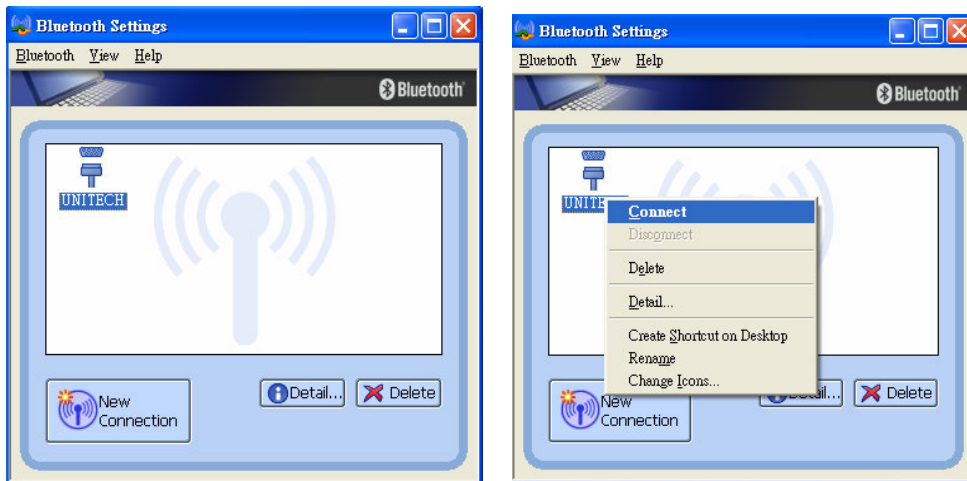 Bluetooth Settings
Bluetooth View Help
Bluetooth®
UNITECH
New
Connection
Detail...
Delete
Bluetooth Settings
Bluetooth View Help
Bluetooth®
Connect
Disconnect
Delete
Detail...
Create Shortcut on Desktop
Rename
Change Icons...
New
Connection
Delete